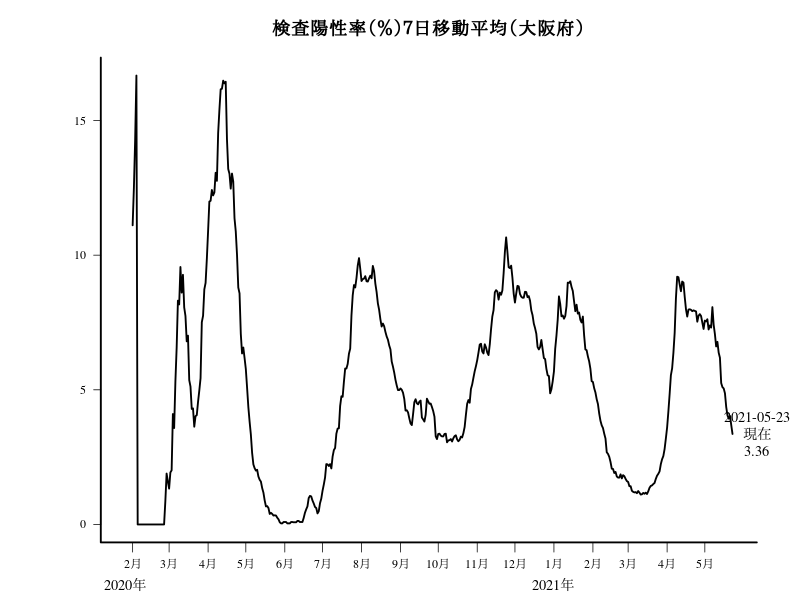 検査陽性率(%)7日移動平均(大阪府)
15
10
5
0
2021-05-23
現在
3.36
2月 3月 4月 5月 6月 7月 8月 9月 10月 11月 12月 1月 2月 3月 4月 5月
2020年 2021年